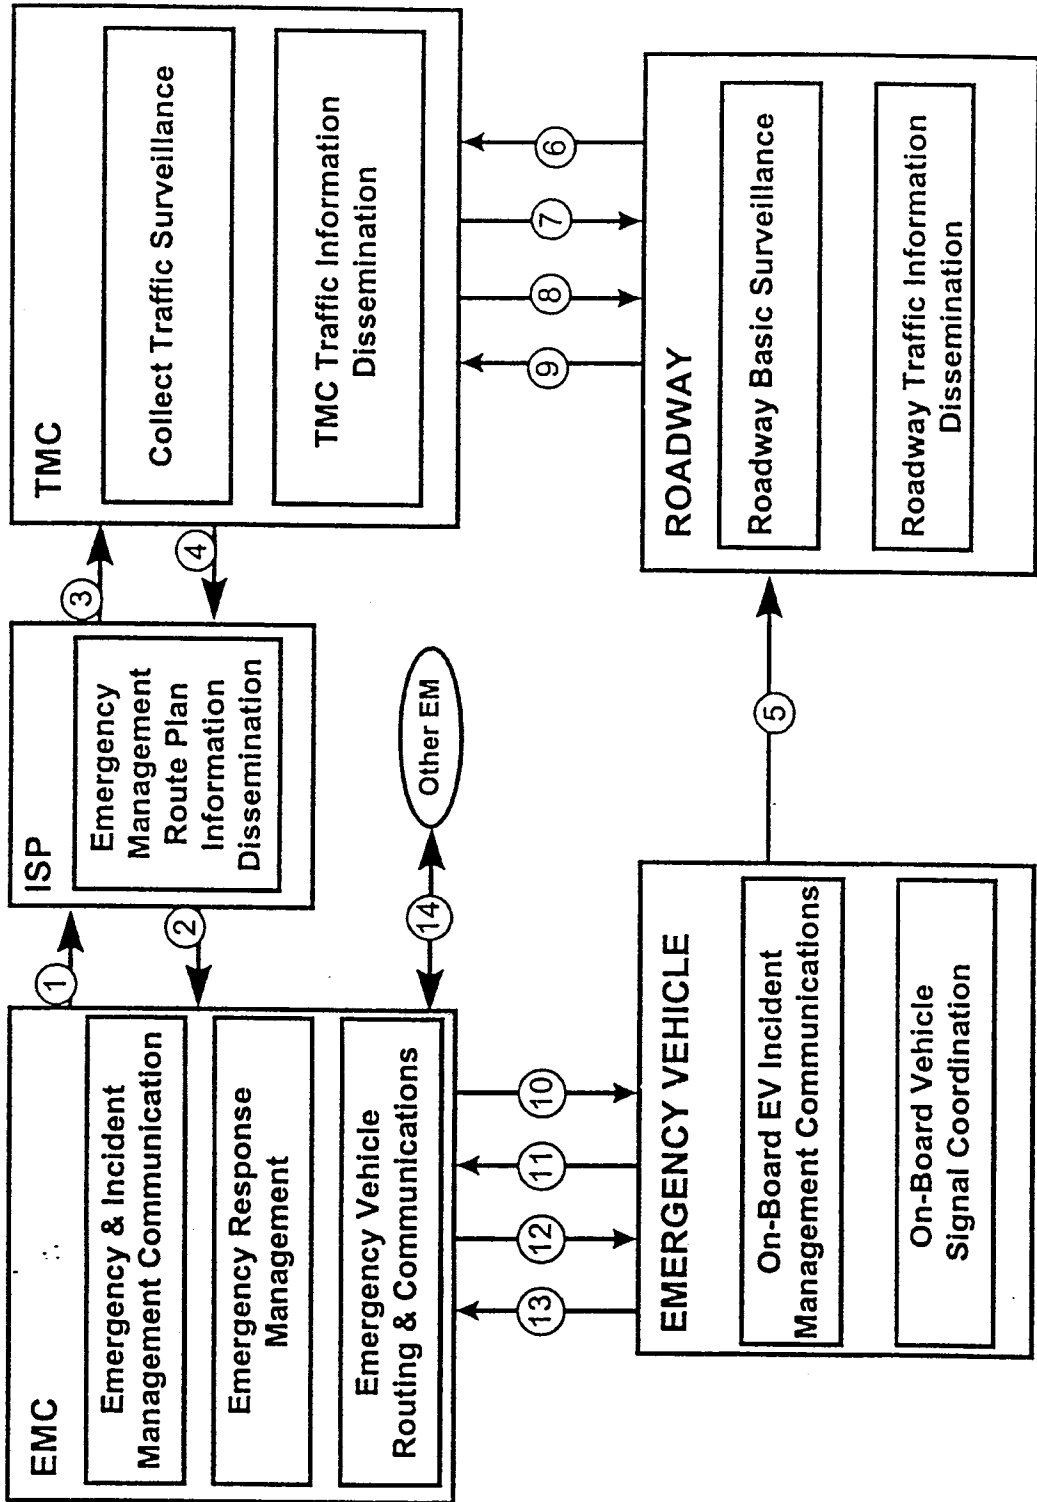 EMC
Emergency & Incident
Management Communication
Emergency Response
Management
Emergency Vehicle
Routing & Communications
1
2
ISP
Emergency
Management
Route Plan
Information
Dissemination
3
4
TMC
Collect Traffic Surveillance
TMC Traffic Information
Dissemination
14
Other EM
13
12
11
10
9
8
7
6
EMERGENCY VEHICLE
On-Board EV Incident
Management Communications
On-Board Vehicle
Signal Coordination
5
ROADWAY
Roadway Basic Surveillance
Roadway Traffic Information
Dissemination